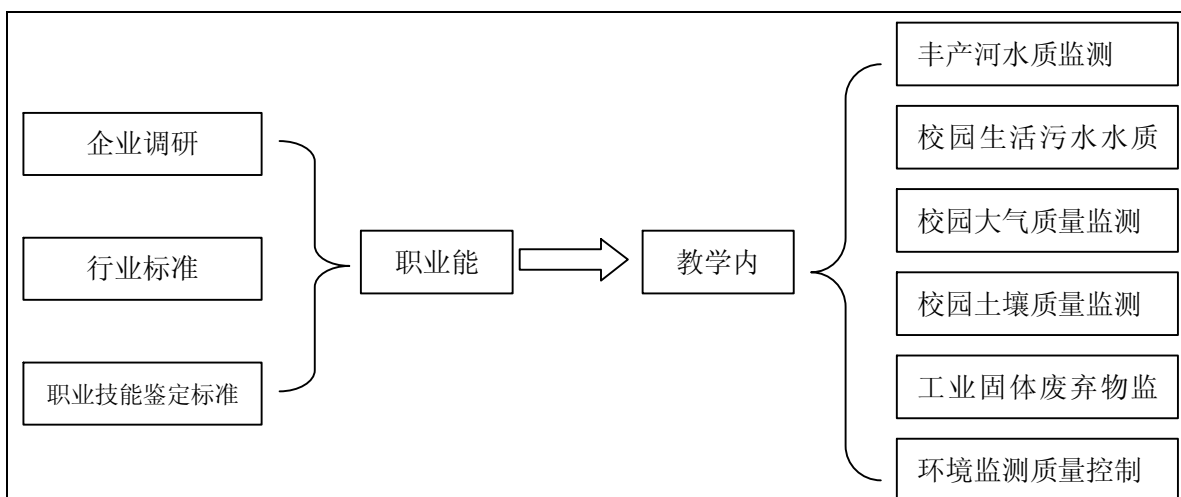 企业调研
行业标准
职业技能鉴定标准
职业能
教学内
丰产河水质监测
校园生活污水水质
校园大气质量监测
校园土壤质量监测
工业固体废弃物监
环境监测质量控制